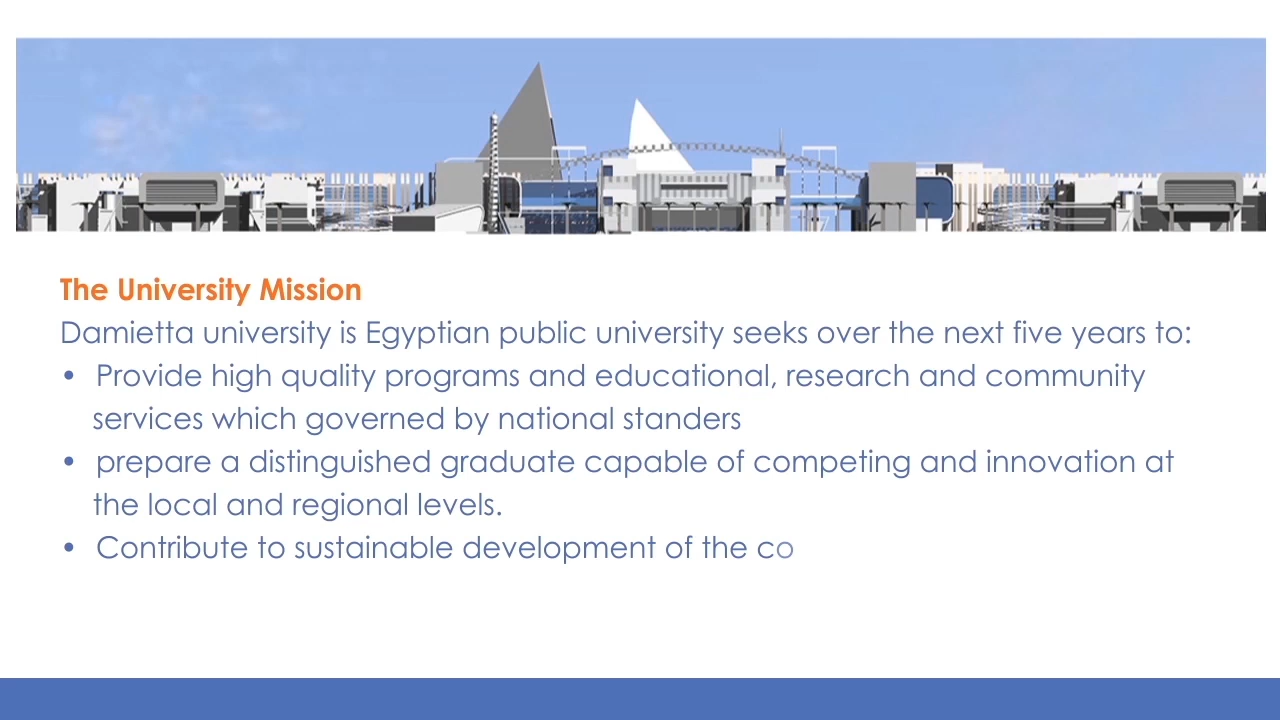 The University Mission
Damietta university is Egyptian public university seeks over the next five years to:
• Provide high quality programs and educational, research and community
services which governed by national standers
• prepare a distinguished graduate capable of competing and innovation at
the local and regional levels.
• Contribute to sustainable development of the co